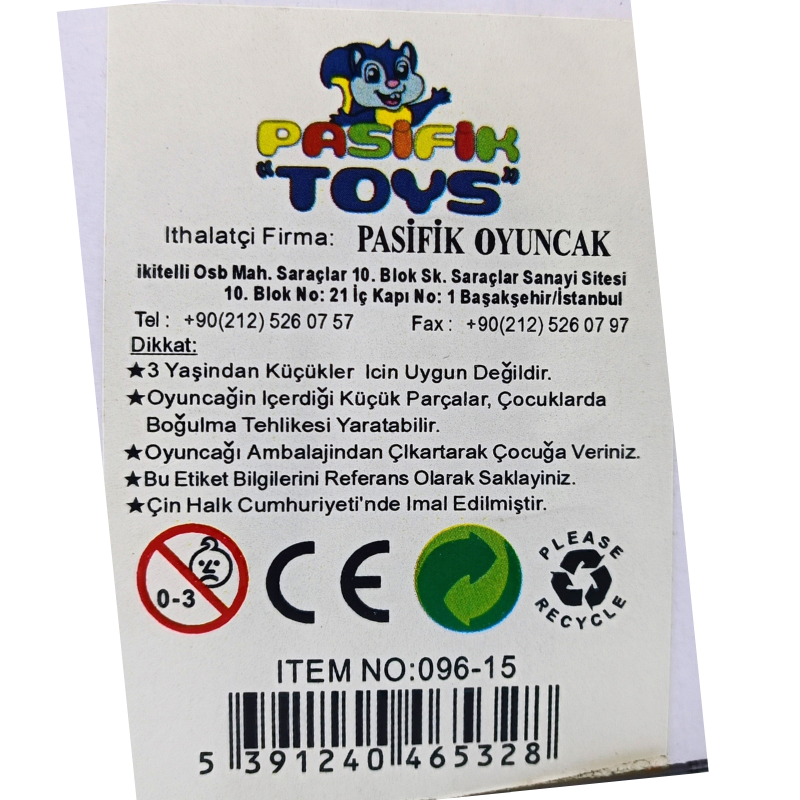 PASİFİK
"TOYS"
Ithalatçi Firma: PASİFİK OYUNCAK
ikitelli Osb Mah. Saraçlar 10. Blok Sk. Saraçlar Sanayi Sitesi
10. Blok No: 21 İç Kapı No: 1 Başakşehir/İstanbul
Tel : +90(212) 526 07 57 Fax : +90(212) 526 07 97
Dikkat:
★3 Yaşindan Küçükler Icin Uygun Değildir.
★Oyuncağin Içerdiği Küçük Parçalar, Çocuklarda
Boğulma Tehlikesi Yaratabilir.
★Oyuncağı Ambalajindan Çlkartarak Çocuğa Veriniz.
★Bu Etiket Bilgilerini Referans Olarak Saklayiniz.
★Çin Halk Cumhuriyeti'nde Imal Edilmiştir.
0-3
CE
PLEASE
RECYCLE
ITEM NO:096-15
5 391240 465328